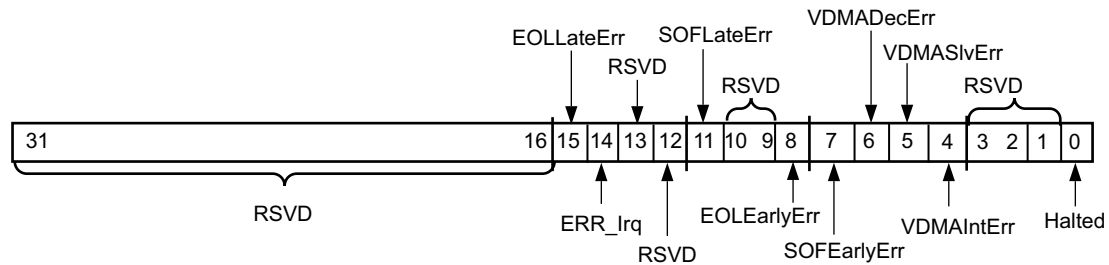 VDMADecErr
EOLLateErr SOFLateErr
VDMASlvErr
RSVD RSVD RSVD
31 16 15 14 13 12 11 10 9 8 7 6 5 4 3 2 1 0
RSVD ERR_Irq EOLEarlyErr VDMAIntErr Halted
RSVD SOFEarlyErr